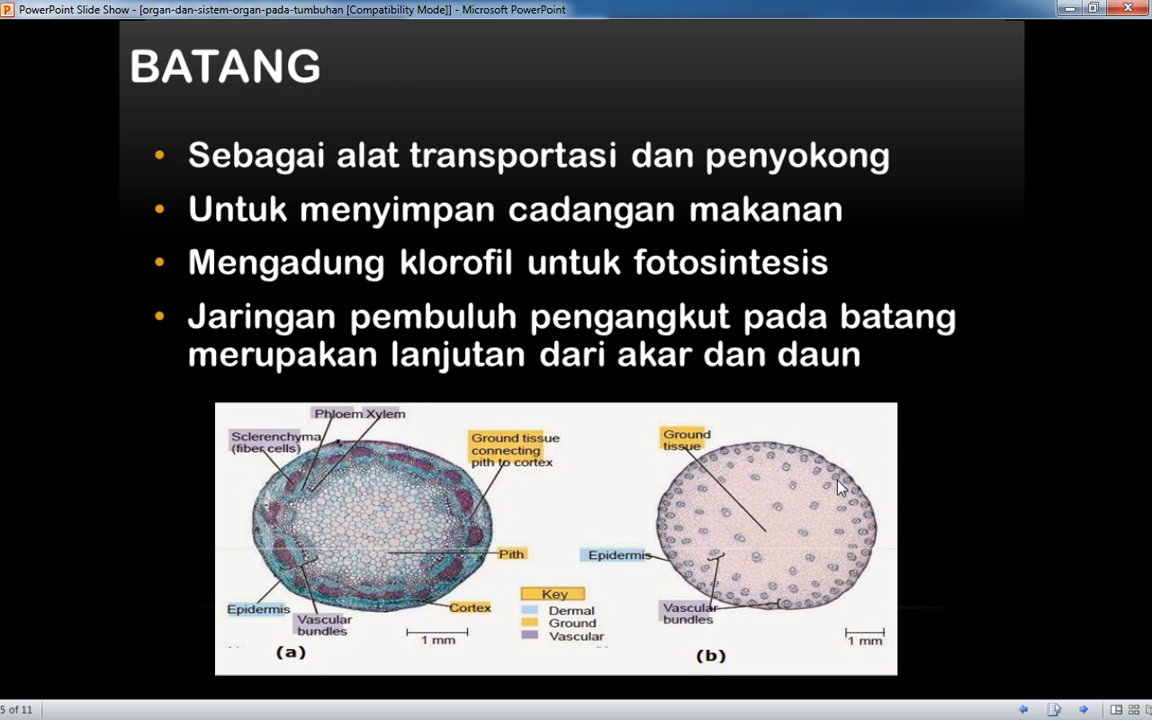 PowerPoint Slide Show - [organ-dan-sistem-organ-pada-tumbuhan [Compatibility Mode]] - Microsoft PowerPoint
BATANG
• Sebagai alat transportasi dan penyokong
• Untuk menyimpan cadangan makanan
• Mengadung klorofil untuk fotosintesis
• Jaringan pembuluh pengangkut pada batang
merupakan lanjutan dari akar dan daun
Phloem Xylem
Sclerenchyma
(fiber cells)
Ground tissue
connecting
pith to cortex
Pith
Cortex
Epidermis
Vascular
bundles
1 mm
(a)
Key
Dermal
Ground
Vascular
Ground
tissue
Epidermis
Vascular
bundles
1 mm
(b)
5 of 11